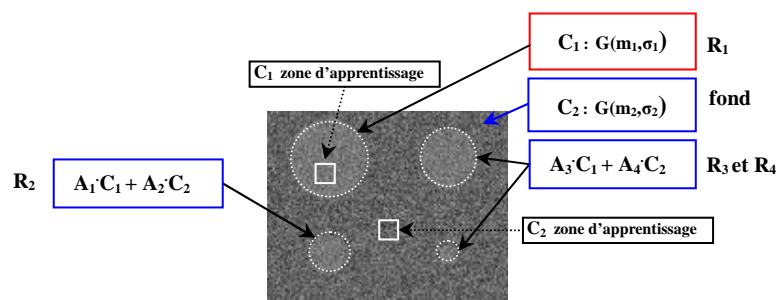 C₁ : G(m₁,σ₁) R₁
C₁ zone d'apprentissage
C₂ : G(m₂,σ₂) fond
R₂ A₁·C₁ + A₂·C₂
A₃·C₁ + A₄·C₂ R₃ et R₄
C₂ zone d'apprentissage